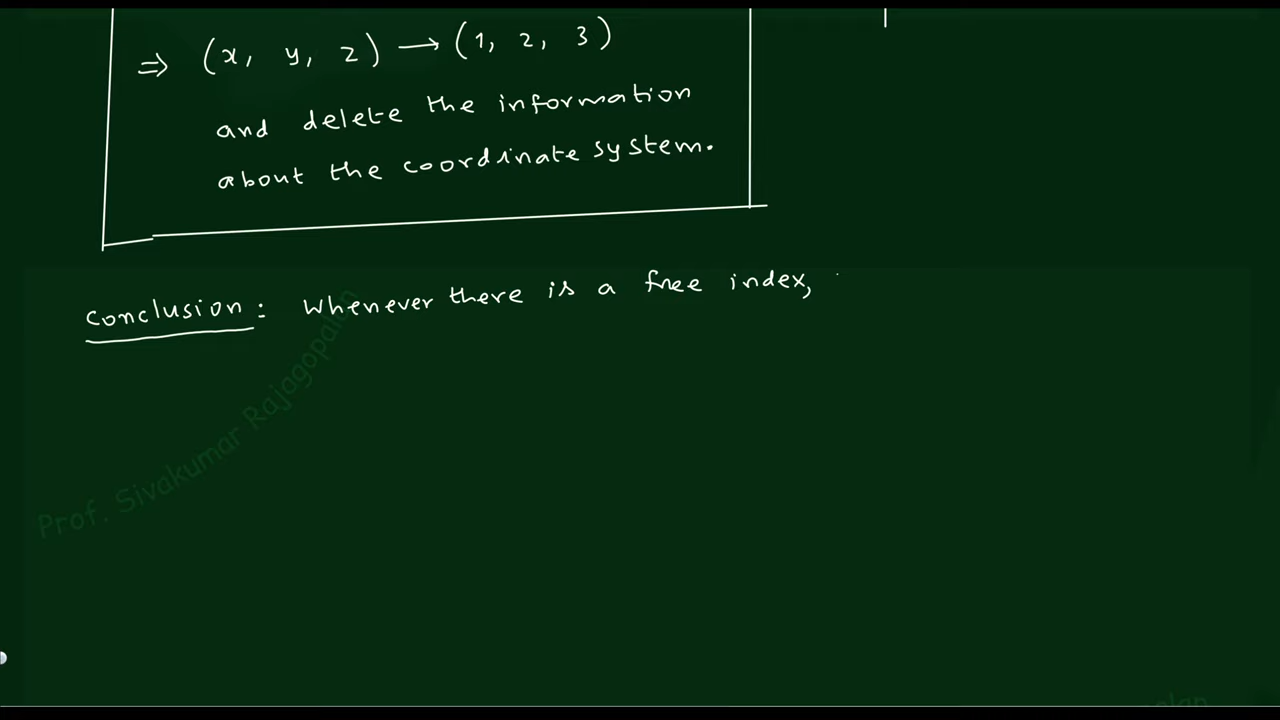 ⇒ (x, y, z) → (1, 2, 3)
and delete the information
about the coordinate system.
Conclusion: Whenever there is a free index,
Prof. Sivakumar Rajagopalan